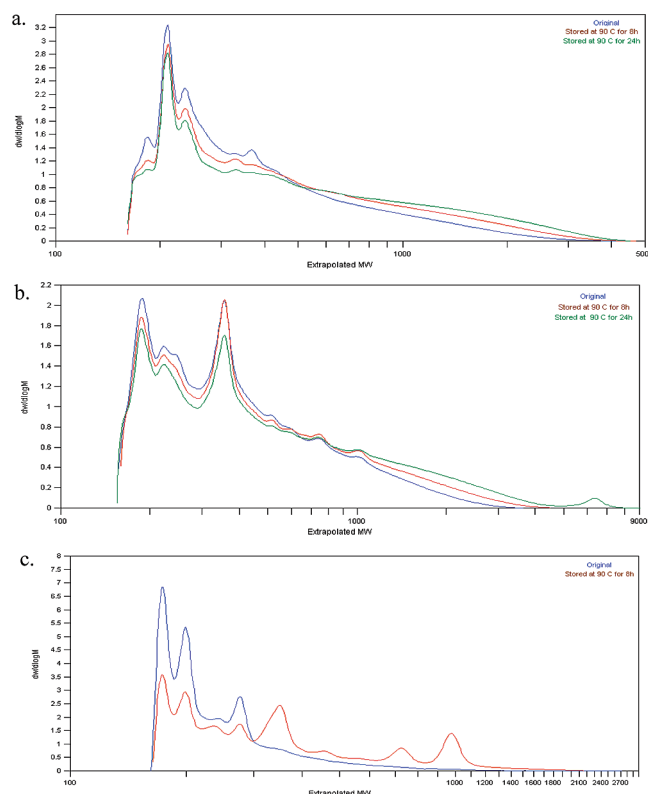 a.
Original
Stored at 90 C for 8h
Stored at 90 C for 24h
3.2
3
2.8
2.6
2.4
2.2
2
1.8
1.6
1.4
1.2
1
0.8
0.6
0.4
0.2
0
dw/dlogM
100
1000
500
Extrapolated MW
b.
Original
Stored at 90 C for 8h
Stored at 90 C for 24h
2.2
2
1.8
1.6
1.4
1.2
1
0.8
0.6
0.4
0.2
0
dw/dlogM
100
1000
9000
Extrapolated MW
c.
Original
Stored at 90 C for 8h
8
7.5
7
6.5
6
5.5
5
4.5
4
3.5
3
2.5
2
1.5
1
0.5
0
dw/dlogM
100
1000 1200 1400 1600 1800 2100 2400 2700
Extrapolated MW